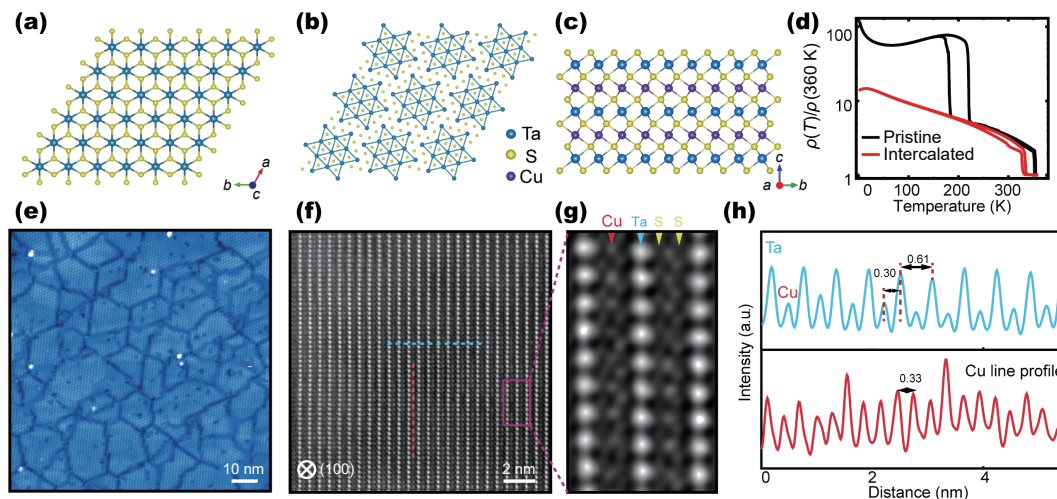 (a)
b
a
c
(b)
Ta
S
Cu
(c)
c
a
b
(d)
ρ(T)/ρ(360 K)
100
10
1
Pristine
Intercalated
0
100
200
300
Temperature (K)
(e)
10 nm
(f)
(100)
2 nm
(g)
Cu Ta S S
(h)
Intensity (a.u.)
Ta
Cu
0.61
0.30
Cu line profile
0.33
0
2
4
Distance (nm)